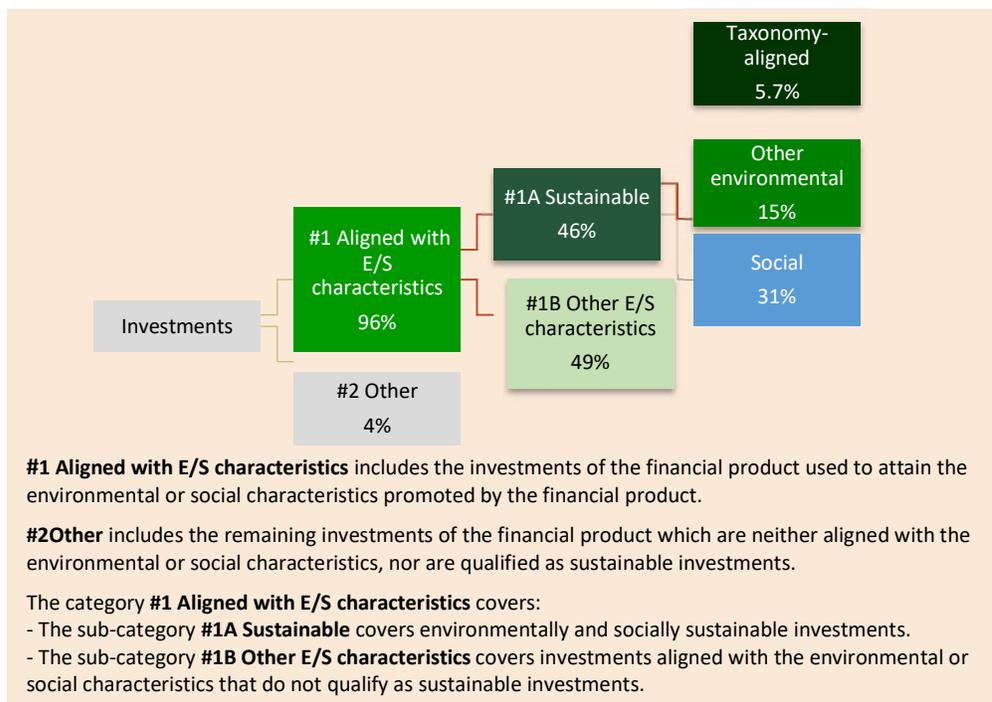 Taxonomy-
aligned
5.7%
Other
environmental
15%
#1A Sustainable
46%
#1 Aligned with
E/S
characteristics
96%
Social
31%
#1B Other E/S
characteristics
49%
Investments
#2 Other
4%
#1 Aligned with E/S characteristics includes the investments of the financial product used to attain the
environmental or social characteristics promoted by the financial product.
#2Other includes the remaining investments of the financial product which are neither aligned with the
environmental or social characteristics, nor are qualified as sustainable investments.
The category #1 Aligned with E/S characteristics covers:
- The sub-category #1A Sustainable covers environmentally and socially sustainable investments.
- The sub-category #1B Other E/S characteristics covers investments aligned with the environmental or
social characteristics that do not qualify as sustainable investments.